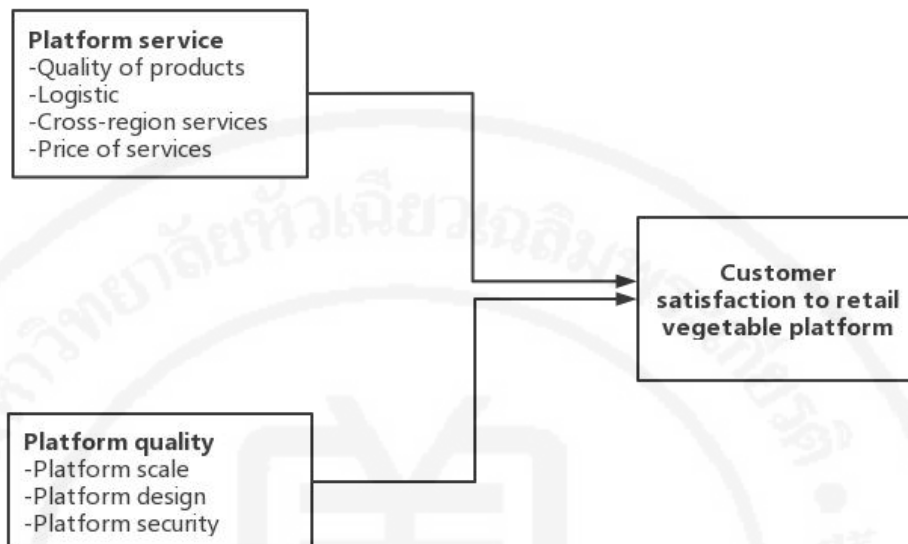 Platform service
-Quality of products
-Logistic
-Cross-region services
-Price of services
Customer
satisfaction to retail
vegetable platform
Platform quality
-Platform scale
-Platform design
-Platform security